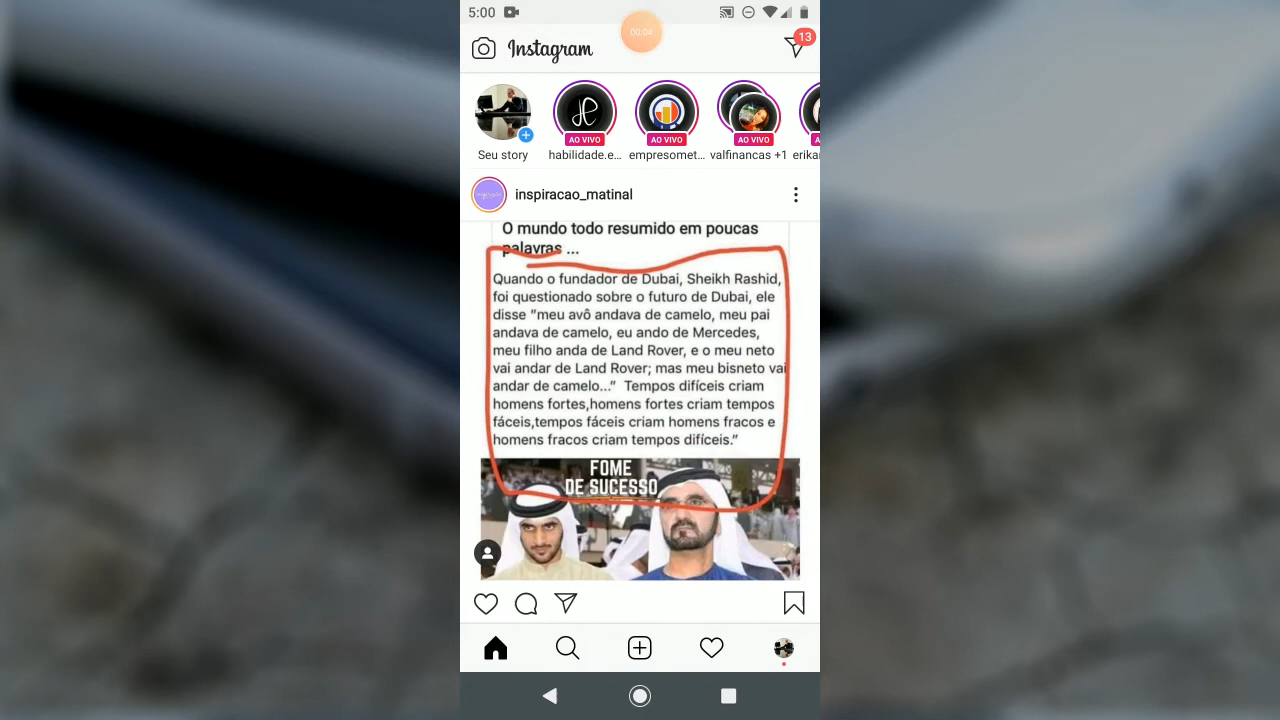 5:00
00:04
Instagram
13
AO VIVO
AO VIVO
AO VIVO
Seu story
habilidade.e...
empresomet...
valfinancas +1
erika
inspiracao_matinal
O mundo todo resumido em poucas
palavras ...
Quando o fundador de Dubai, Sheikh Rashid,
foi questionado sobre o futuro de Dubai, ele
disse "meu avô andava de camelo, meu pai
andava de camelo, eu ando de Mercedes,
meu filho anda de Land Rover, e o meu neto
vai andar de Land Rover; mas meu bisneto vai
andar de camelo..." Tempos difíceis criam
homens fortes,homens fortes criam tempos
fáceis,tempos fáceis criam homens fracos e
homens fracos criam tempos difíceis."
FOME
DE SUCESSO